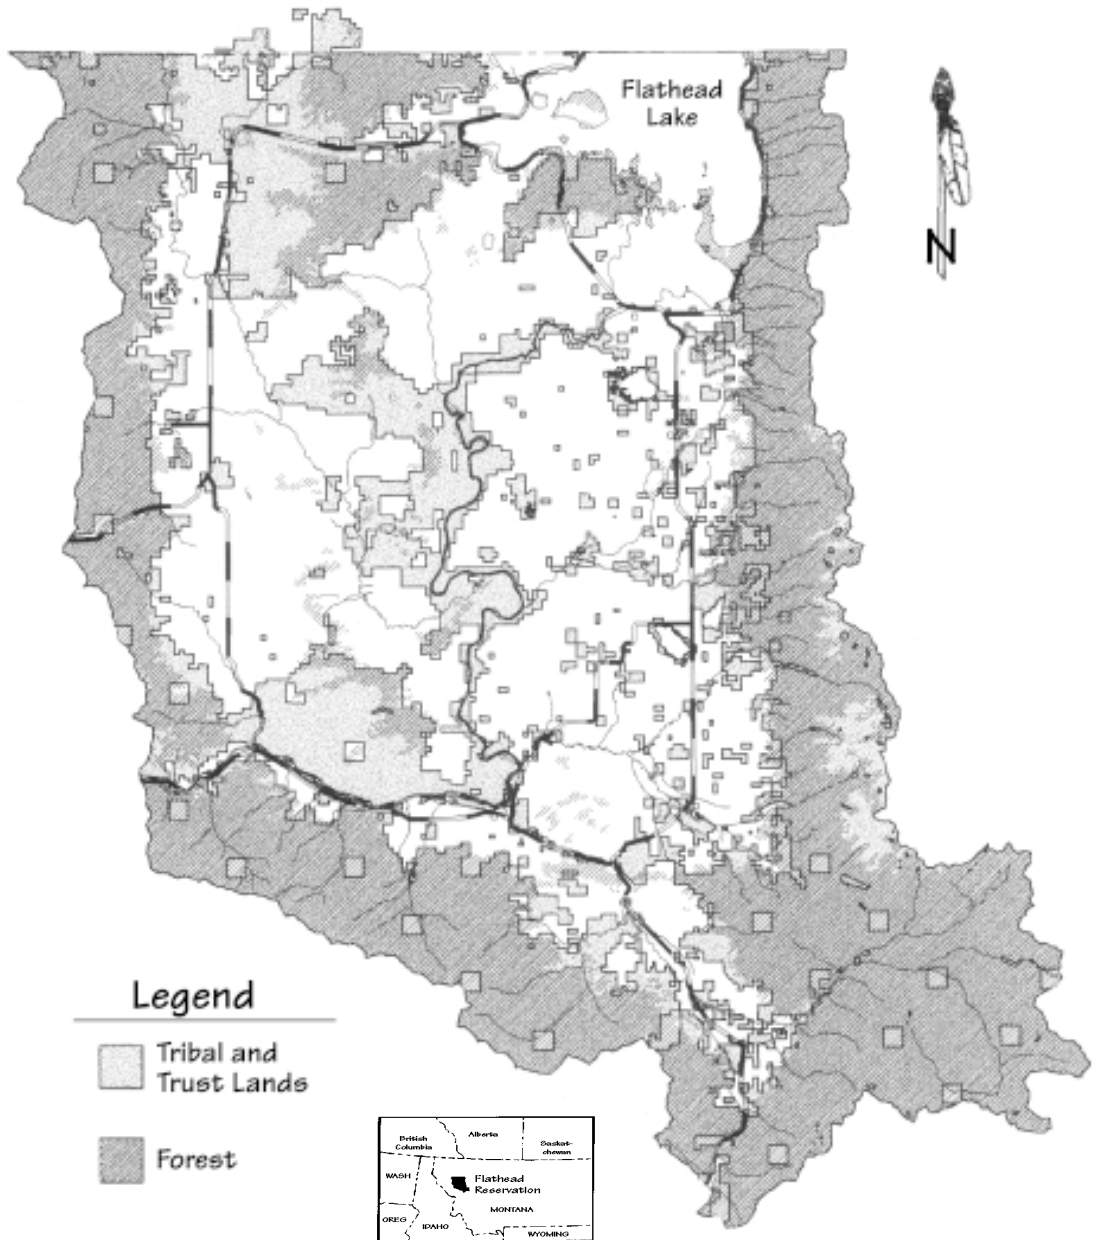 Flathead
Lake
N
Legend
Tribal and
Trust Lands
Forest
British
Columbia
Alberta
Saskat-
chewan
WASH
Flathead
Reservation
MONTANA
OREG
IDAHO
WYOMING